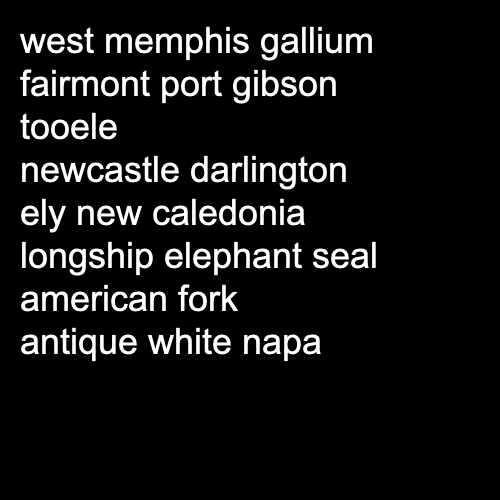 west memphis gallium
fairmont port gibson
tooele
newcastle darlington
ely new caledonia
longship elephant seal
american fork
antique white napa